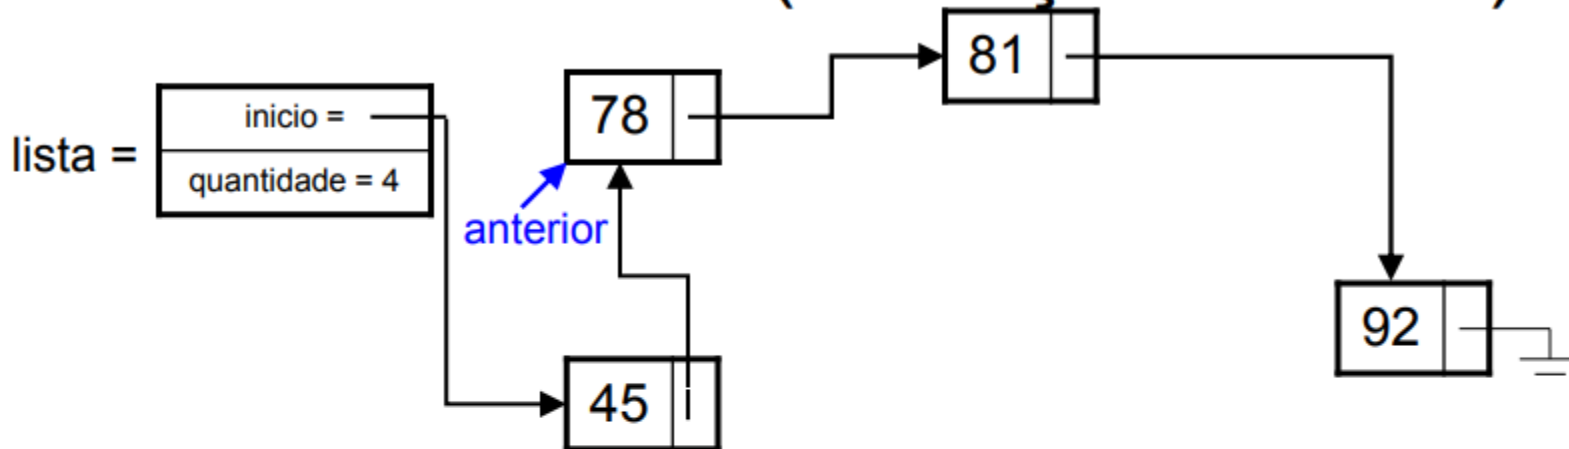 81
78
inicio =
lista =
quantidade = 4
anterior
92
45